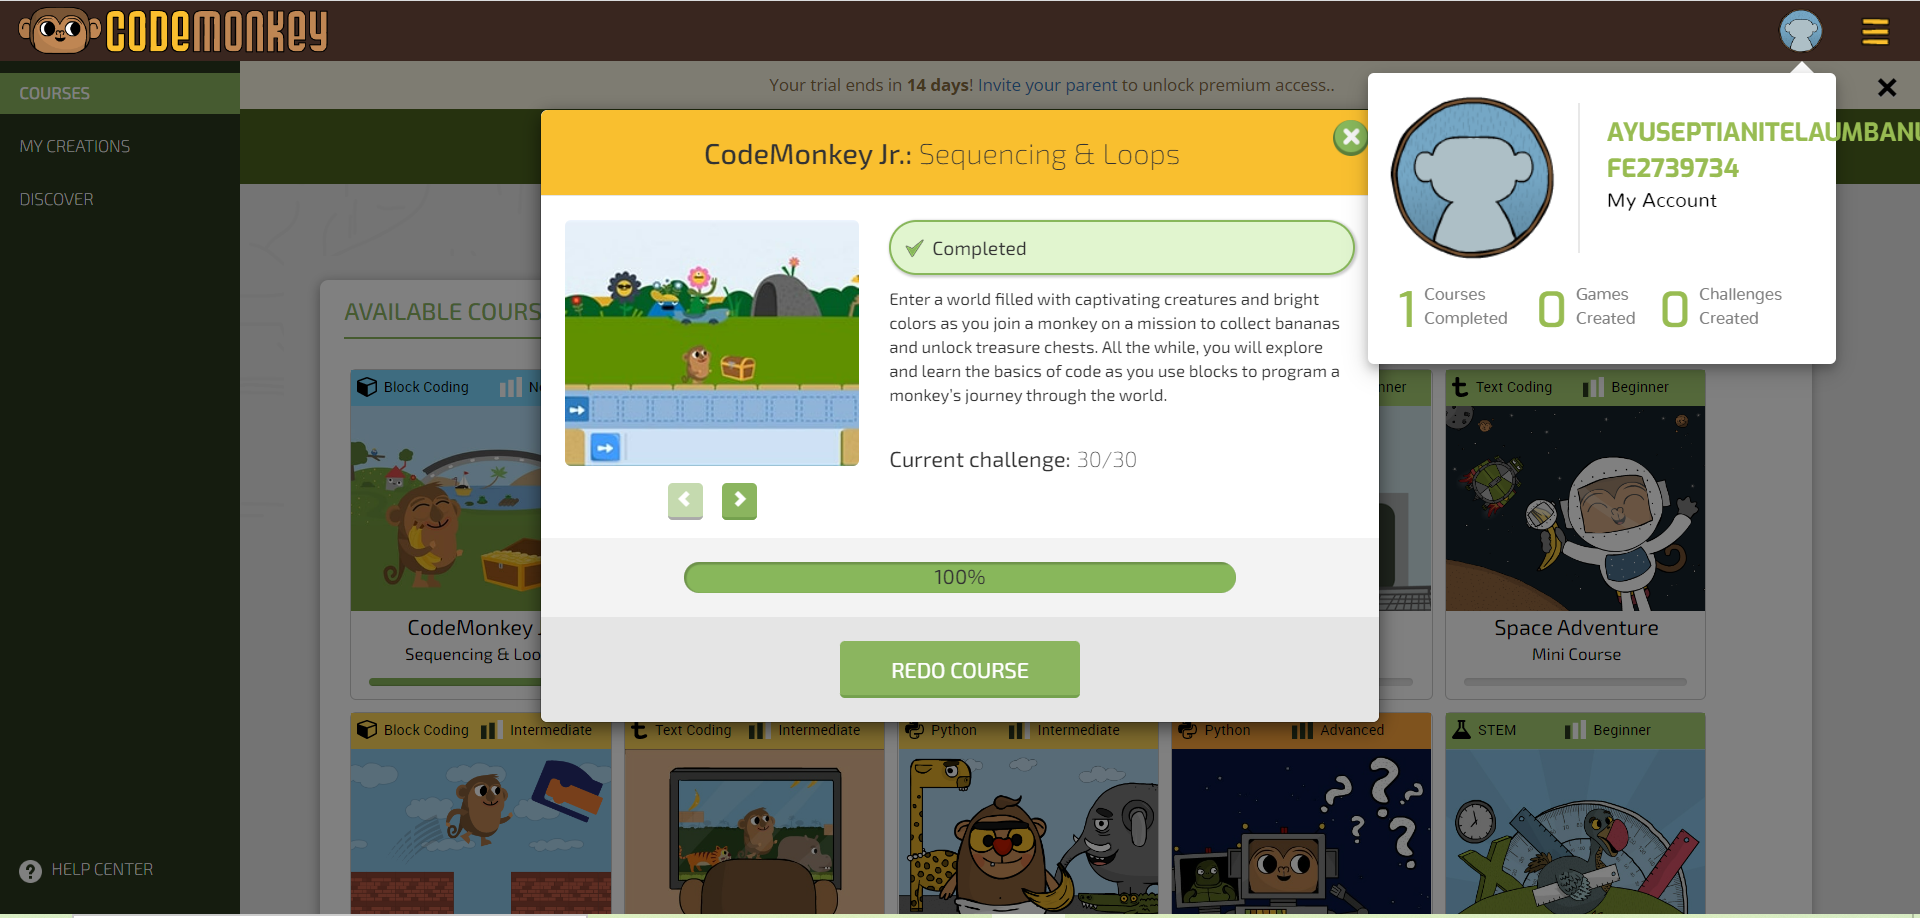 CODEMONKEY
COURSES
MY CREATIONS
DISCOVER
HELP CENTER
Your trial ends in 14 days! Invite your parent to unlock premium access..
AYUSEPTIANITELAUMBAN
FE2739734
My Account
1 Courses Completed
0 Games Created
0 Challenges Created
CodeMonkey Jr.: Sequencing & Loops
Completed
Enter a world filled with captivating creatures and bright
colors as you join a monkey on a mission to collect bananas
and unlock treasure chests. All the while, you will explore
and learn the basics of code as you use blocks to program a
monkey's journey through the world.
Current challenge: 30/30
100%
REDO COURSE
AVAILABLE COURS
Block Coding
CodeMonkey J
Sequencing & Loo
nner
Text Coding Beginner
Space Adventure
Mini Course
Block Coding Intermediate
Text Coding Intermediate
Python Intermediate
Python Advanced
STEM Beginner